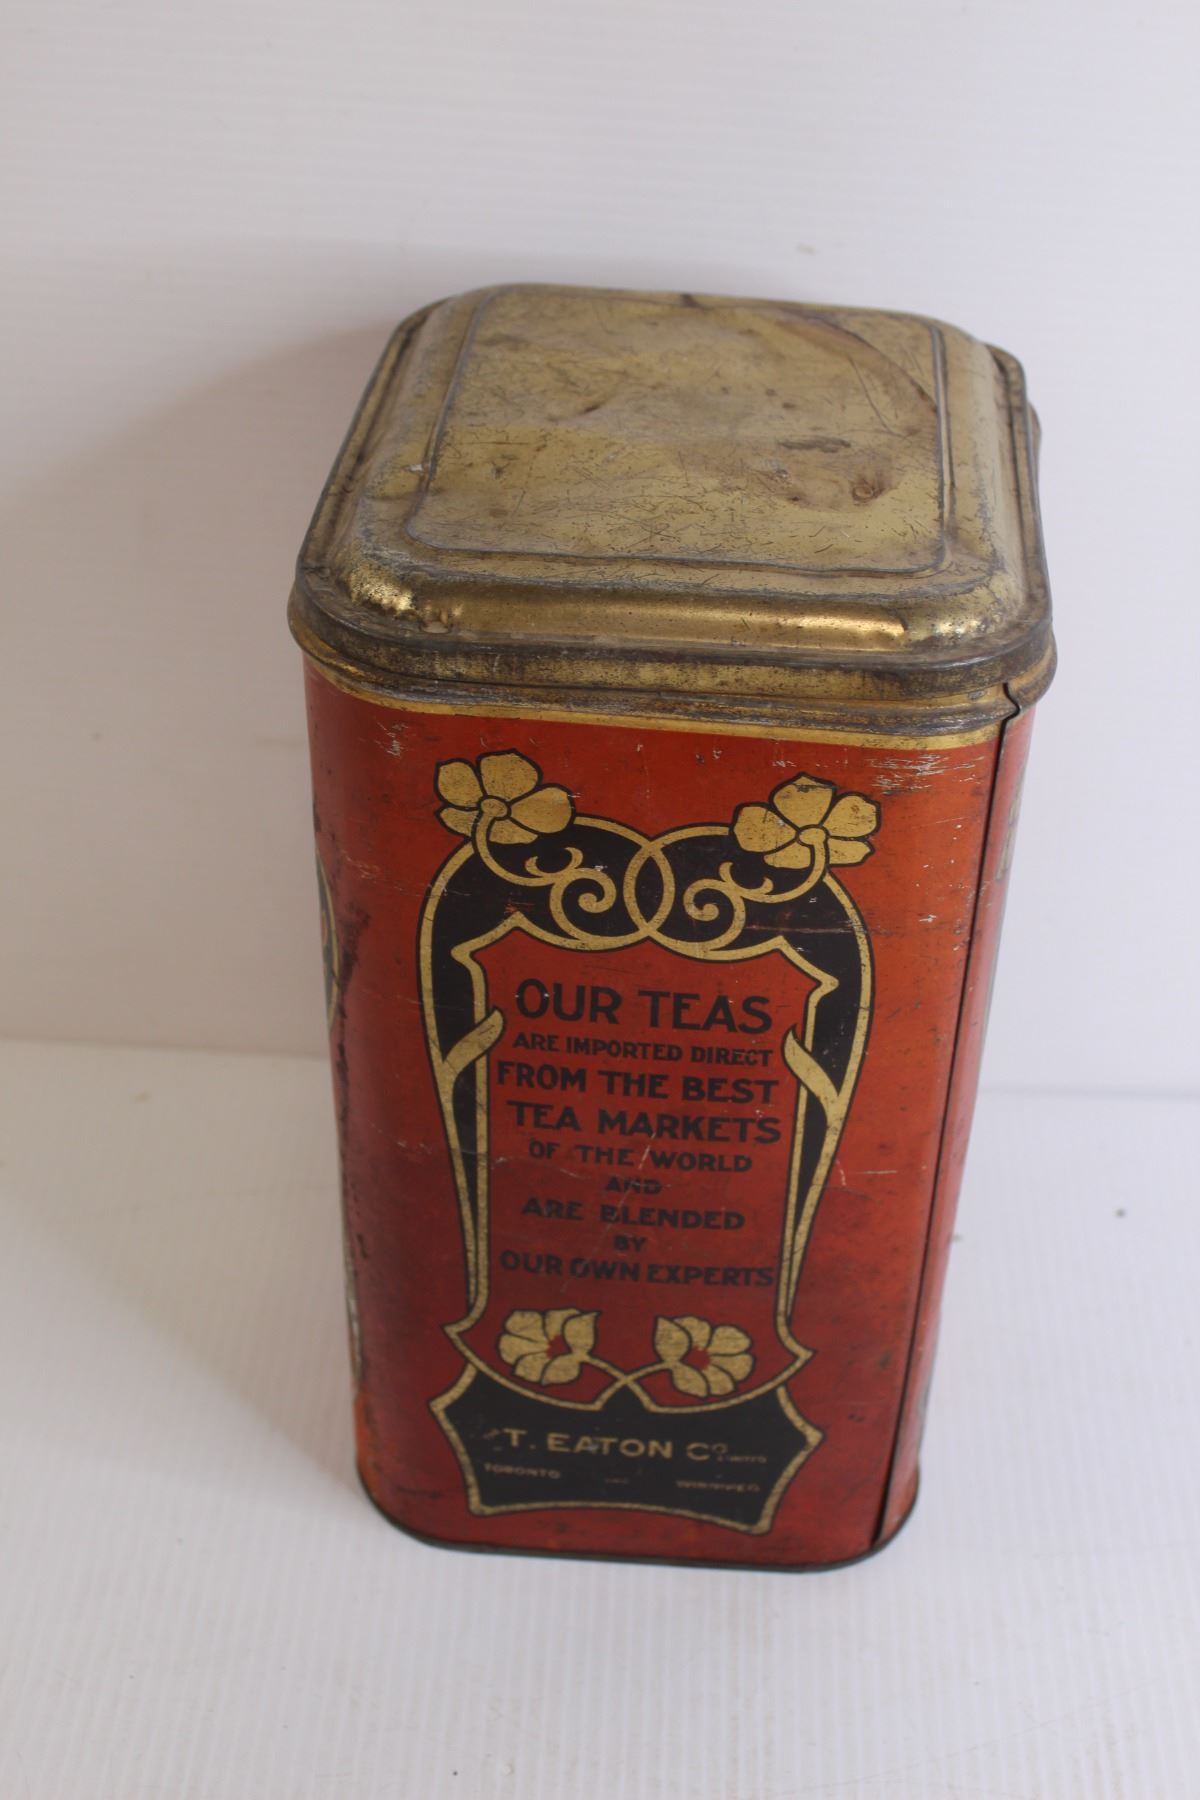 OUR TEAS
ARE IMPORTED DIRECT
FROM THE BEST
TEA MARKETS
OF THE WORLD
AND
ARE BLENDED
BY
OUR OWN EXPERTS
T. EATON Co LIMITED
TORONTO WINNIPEG